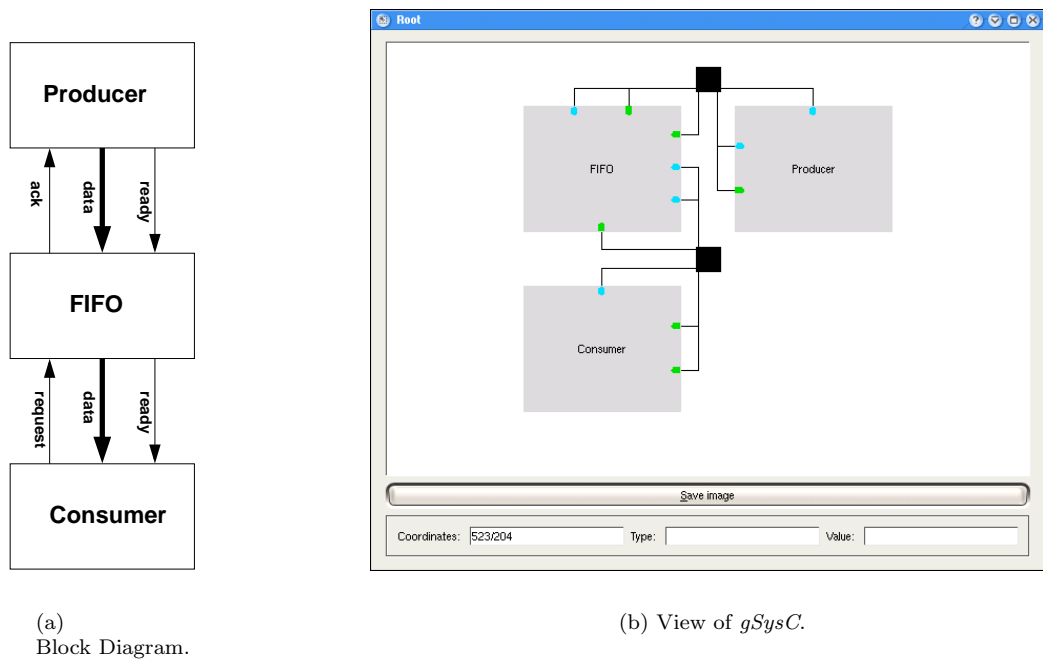 Producer
ack
data
ready
FIFO
request
data
ready
Consumer
(a)
Block Diagram.
Root
FIFO
Producer
Consumer
Save image
Coordinates: 523/204 Type: Value:
(b) View of gSysC.